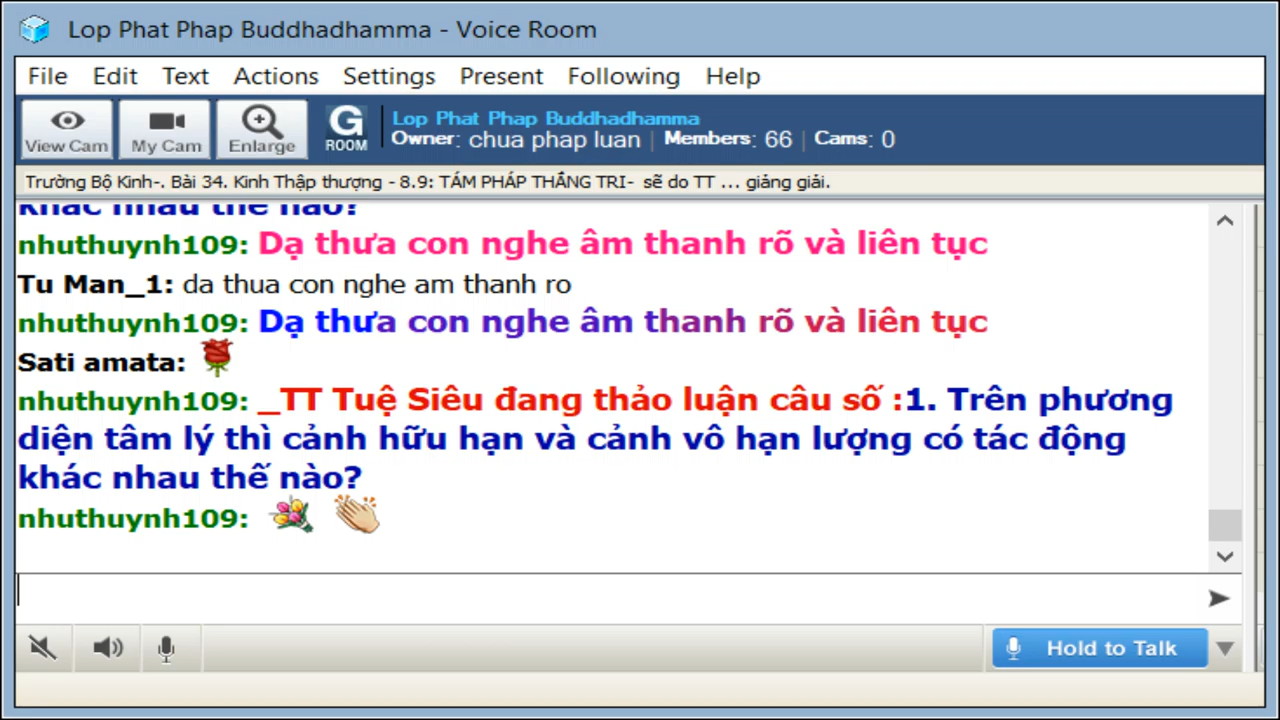 Lop Phat Phap Buddhadhamma - Voice Room
File Edit Text Actions Settings Present Following Help
View Cam My Cam Enlarge G ROOM
Lop Phat Phap Buddhadhamma
Owner: chua phap luan | Members: 66 | Cams: 0
Trường Bộ Kinh-. Bài 34. Kinh Thập thượng - 8.9: TÁM PHÁP THẮNG TRI- sẽ do TT ... giảng giải.
khác nhau thế nào?
nhuthuynh109: Dạ thưa con nghe âm thanh rõ và liên tục
Tu Man_1: da thua con nghe am thanh ro
nhuthuynh109: Dạ thưa con nghe âm thanh rõ và liên tục
Sati amata:
nhuthuynh109: _TT Tuệ Siêu đang thảo luận câu số :1. Trên phương
diện tâm lý thì cảnh hữu hạn và cảnh vô hạn lượng có tác động
khác nhau thế nào?
nhuthuynh109:
Hold to Talk